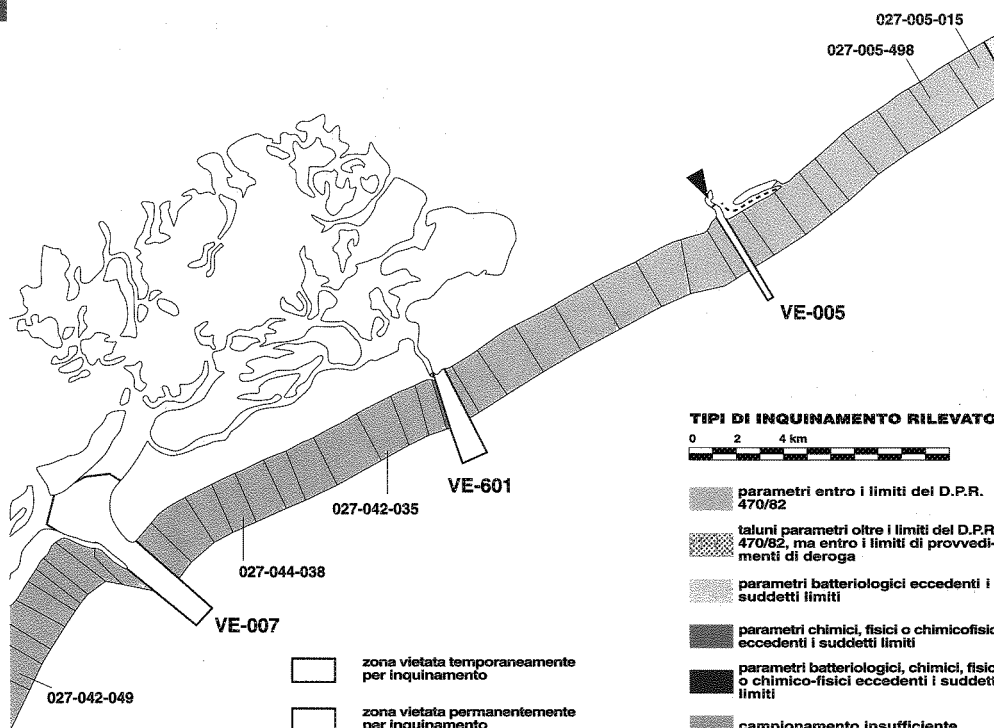 027-005-015
027-005-498
VE-005
VE-601
027-042-035
027-044-038
VE-007
027-042-049
zona vietata temporaneamente
per inquinamento
zona vietata permanentemente
per inquinamento
TIPI DI INQUINAMENTO RILEVATO
0 2 4 km
parametri entro i limiti del D.P.R.
470/82
taluni parametri oltre i limiti del D.P.R
470/82, ma entro i limiti di provvedi-
menti di deroga
parametri batteriologici eccedenti i
suddetti limiti
parametri chimici, fisici o chimicofisic
eccedenti i suddetti limiti
parametri batteriologici, chimici, fisic
o chimico-fisici eccedenti i suddett
limiti
campionamento insufficiente